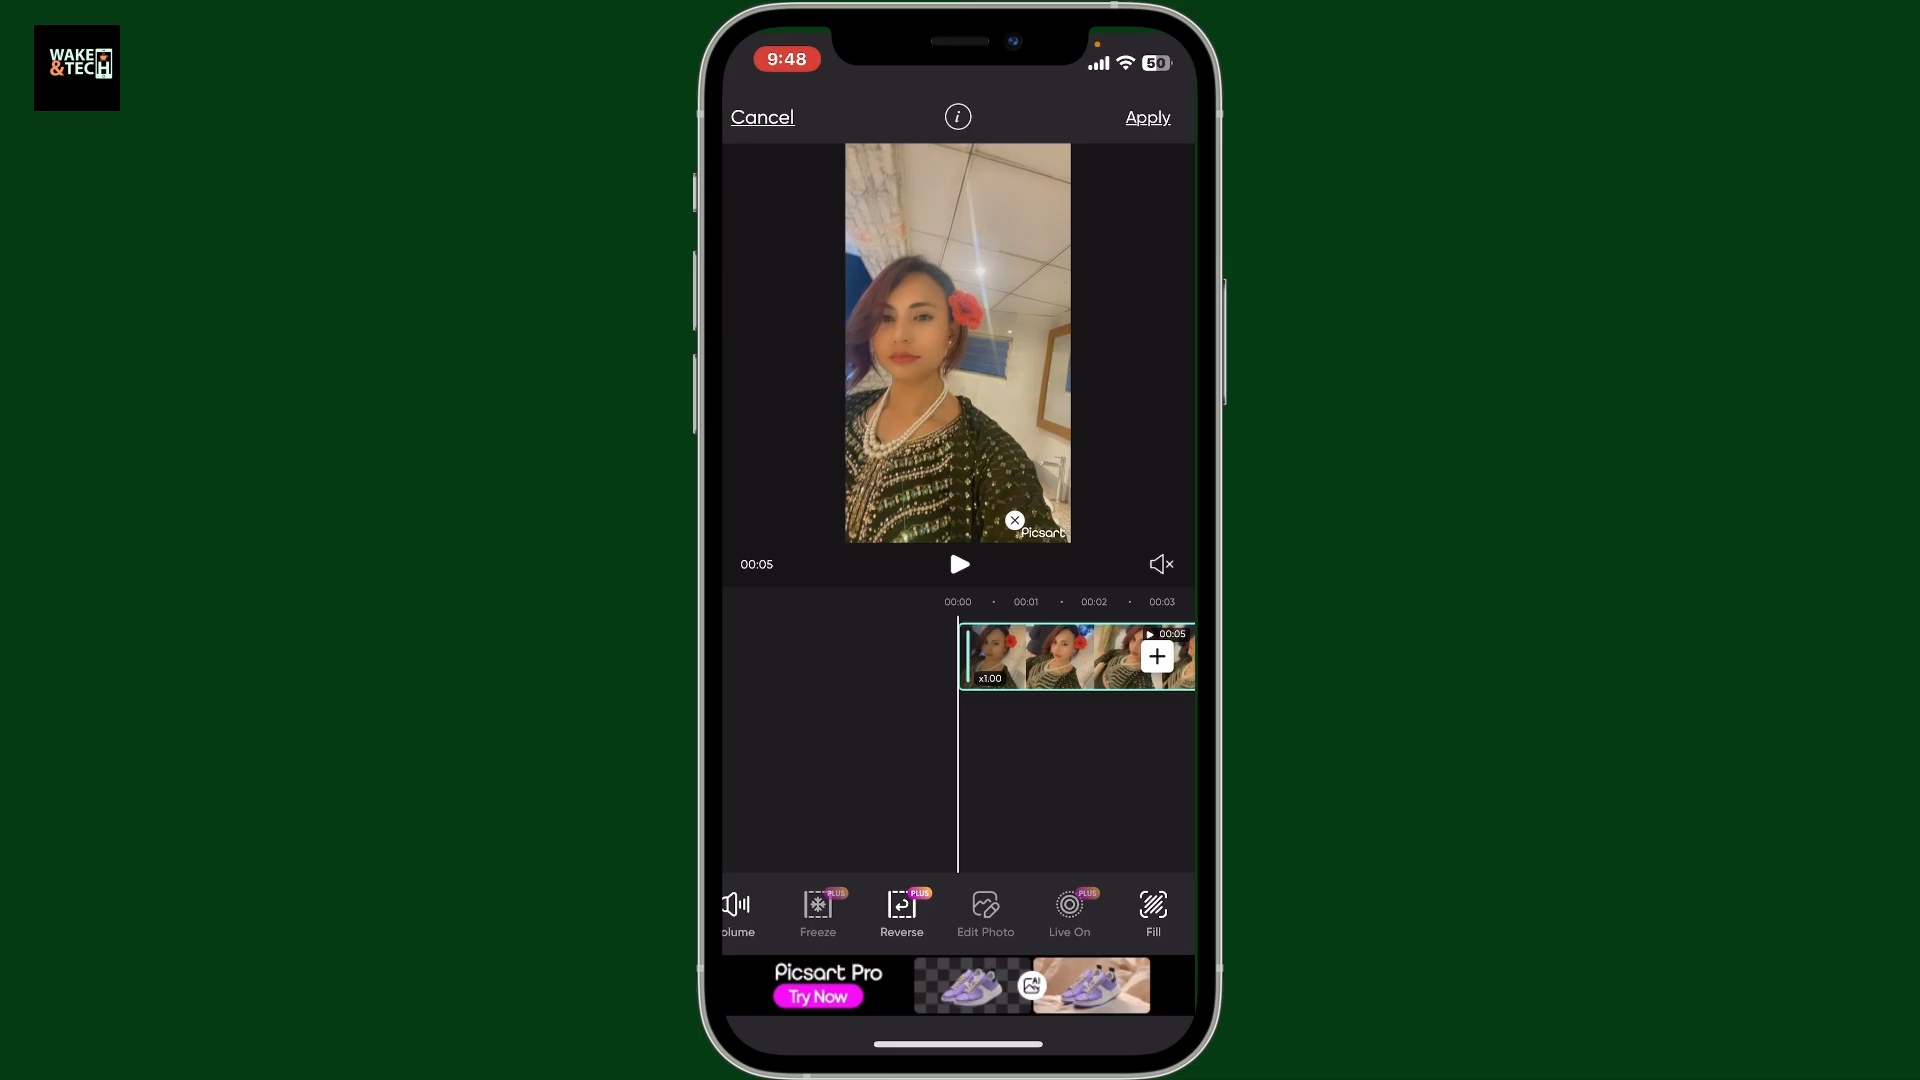 WAKE
&TECH
9:48
50
Cancel
Apply
Picsart
00:05
00:00
00:01
00:02
00:03
00:05
x1.00
PLUS
PLUS
PLUS
olume
Freeze
Reverse
Edit Photo
Live On
Fill
Picsart Pro
Try Now
AI